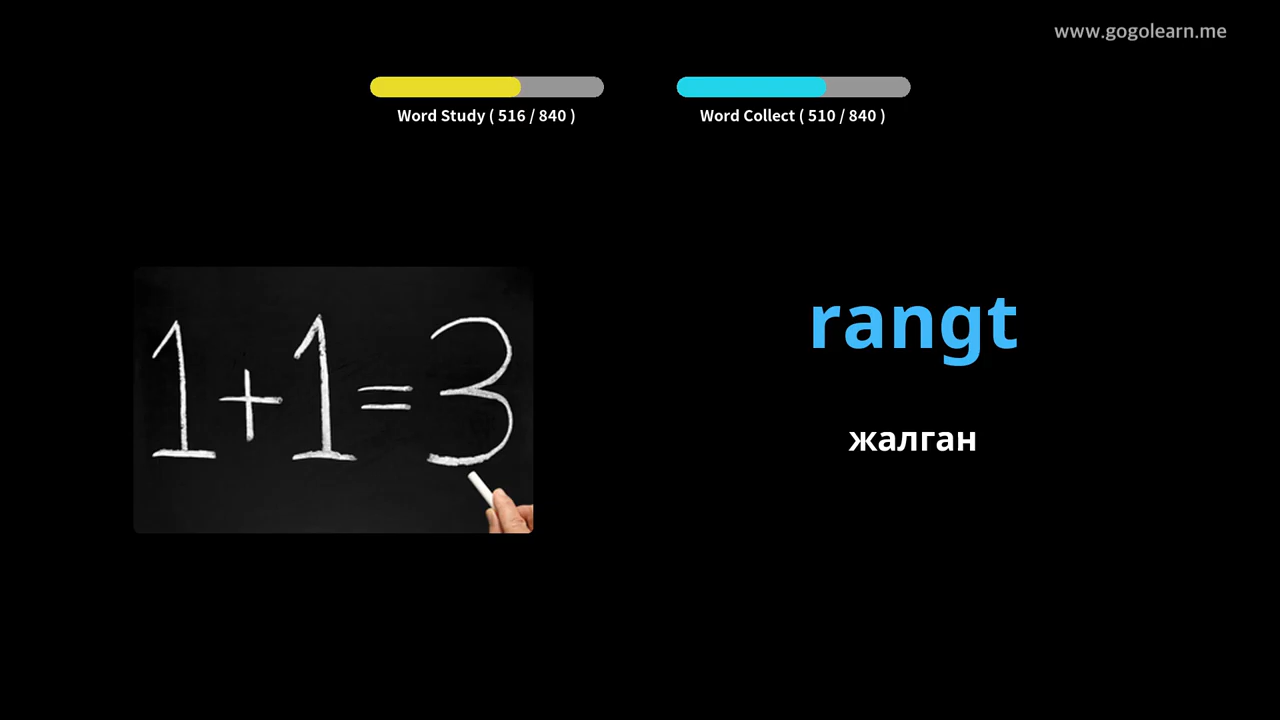 www.gogolearn.me
Word Study ( 516 / 840 )
Word Collect ( 510 / 840 )
1+1=3
rangt
жалган